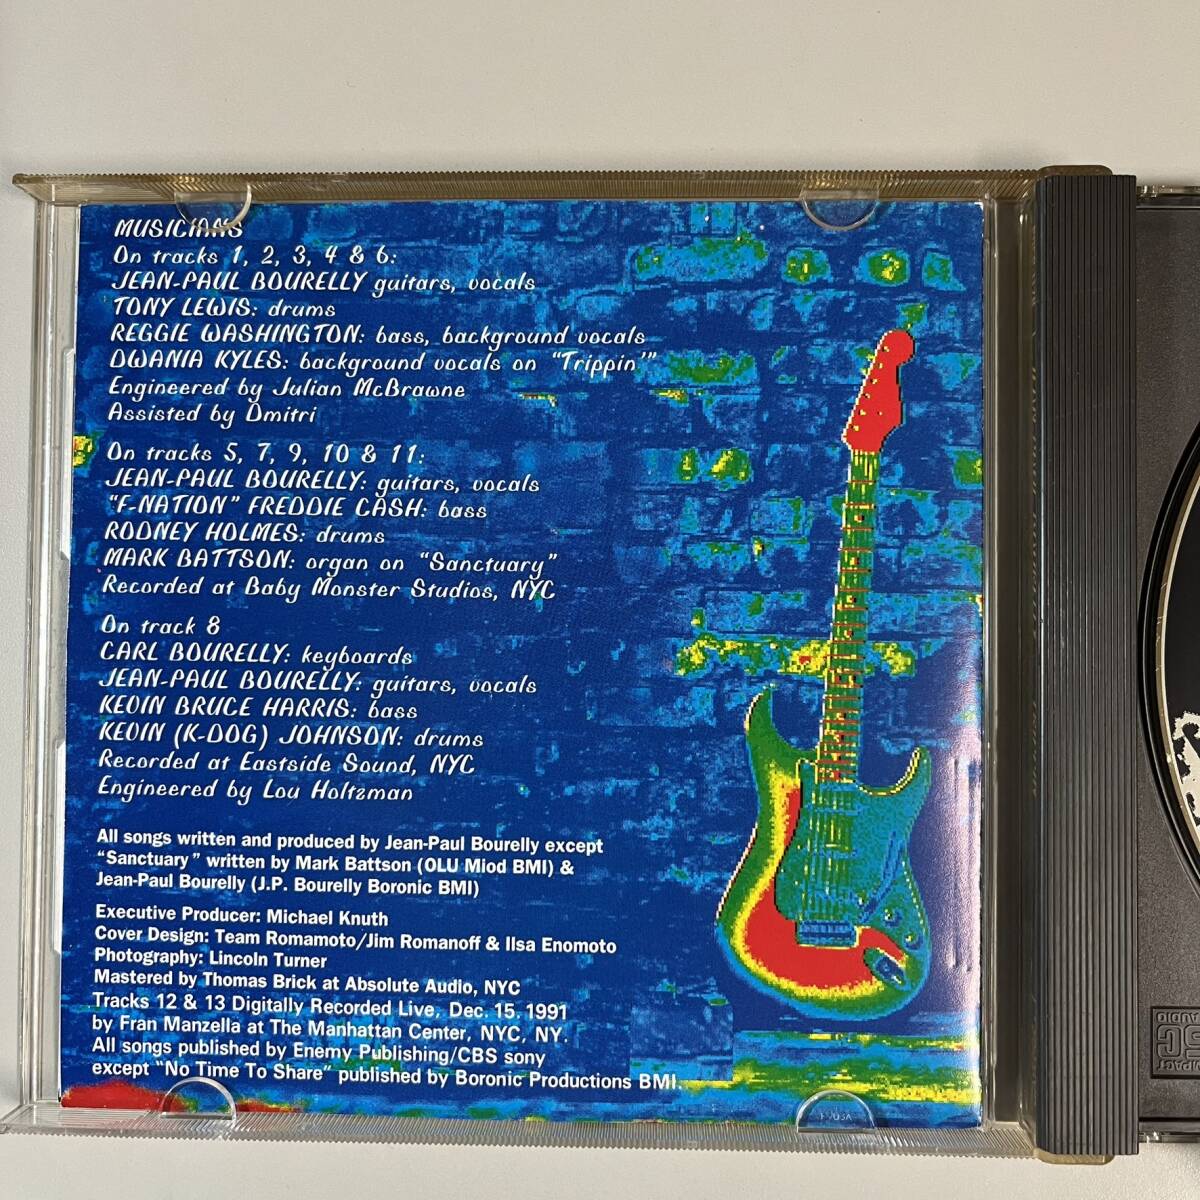 MUSICIANS
On tracks 1, 2, 3, 4 & 6:
JEAN-PAUL BOURELLY guitars, vocals
TONY LEWIS: drums
REGGIE WASHINGTON: bass, background vocals
DWANIA KYLES: background vocals on "Trippin'"
Engineered by Julian McBrawne
Assisted by Dmitri
On tracks 5, 7, 9, 10 & 11:
JEAN-PAUL BOURELLY: guitars, vocals
"F-NATION" FREDDIE CASH: bass
RODNEY HOLMES: drums
MARK BATTSON: organ on "Sanctuary"
Recorded at Baby Monster Studios, NYC
On track 8
CARL BOURELLY: keyboards
JEAN-PAUL BOURELLY: guitars, vocals
KEVIN BRUCE HARRIS: bass
KEVIN (K-DOG) JOHNSON: drums
Recorded at Eastside Sound, NYC
Engineered by Lou Holtzman
All songs written and produced by Jean-Paul Bourelly except
"Sanctuary" written by Mark Battson (OLU Miod BMI) &
Jean-Paul Bourelly (J.P. Bourelly Boronic BMI)
Executive Producer: Michael Knuth
Cover Design: Team Romamoto/Jim Romanoff & Ilsa Enomoto
Photography: Lincoln Turner
Mastered by Thomas Brick at Absolute Audio, NYC
Tracks 12 & 13 Digitally Recorded Live, Dec. 15, 1991
by Fran Manzella at The Manhattan Center, NYC, NY.
All songs published by Enemy Publishing/CBS sony
except "No Time To Share" published by Boronic Productions BMI.